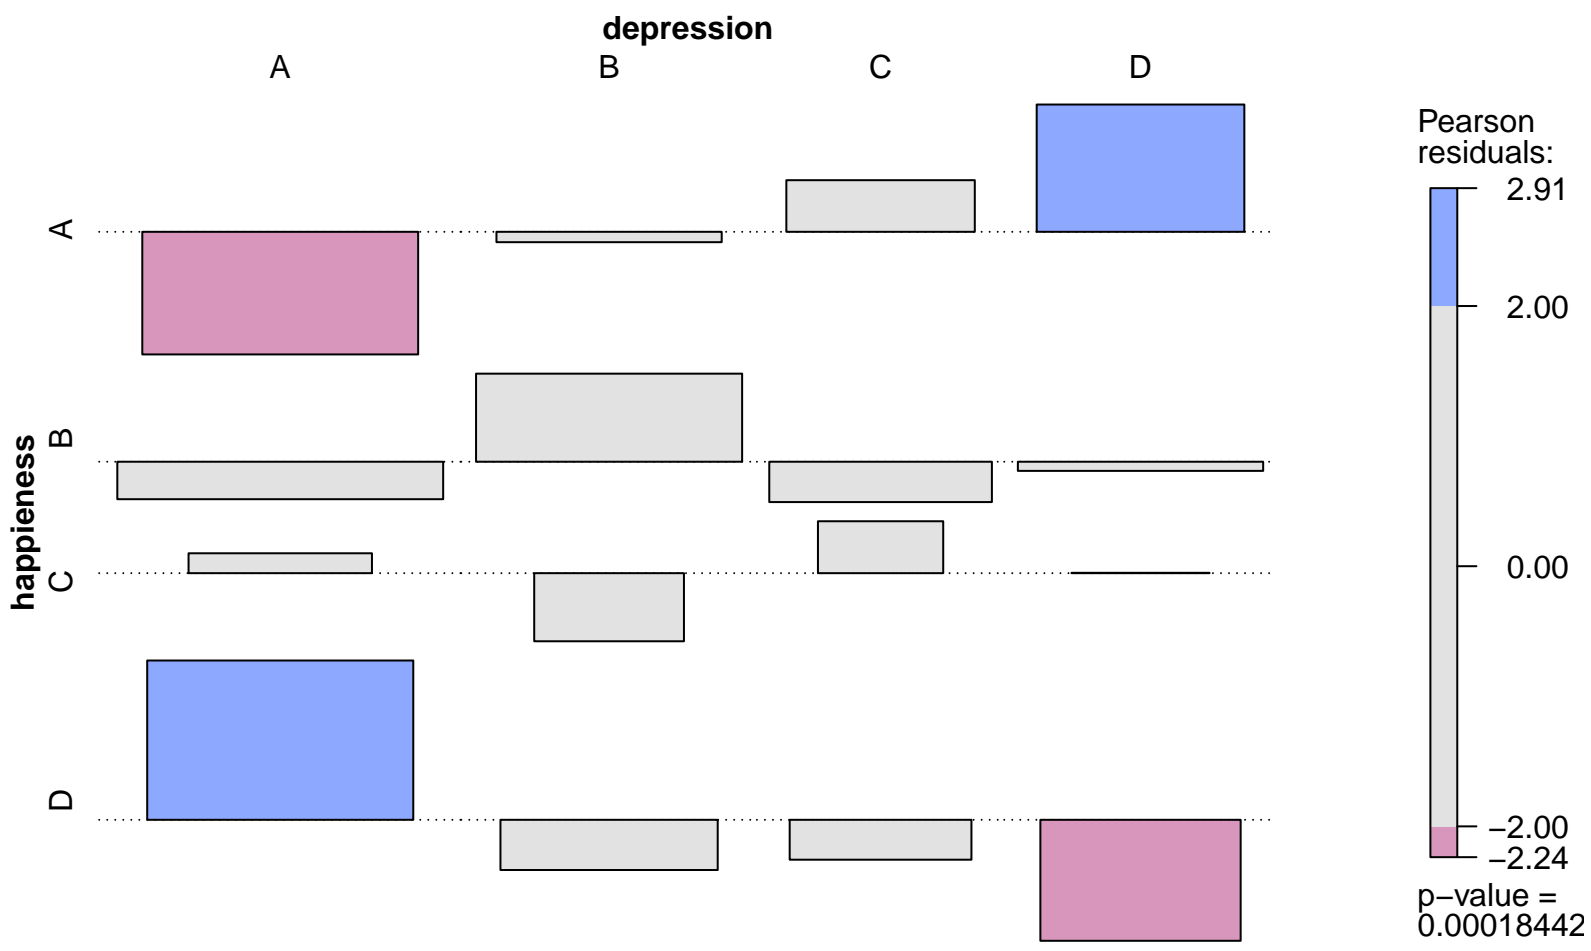 depression
A B C D
happieness
A
B
C
D
Pearson
residuals:
2.91
2.00
0.00
−2.00
−2.24
p−value =
0.00018442